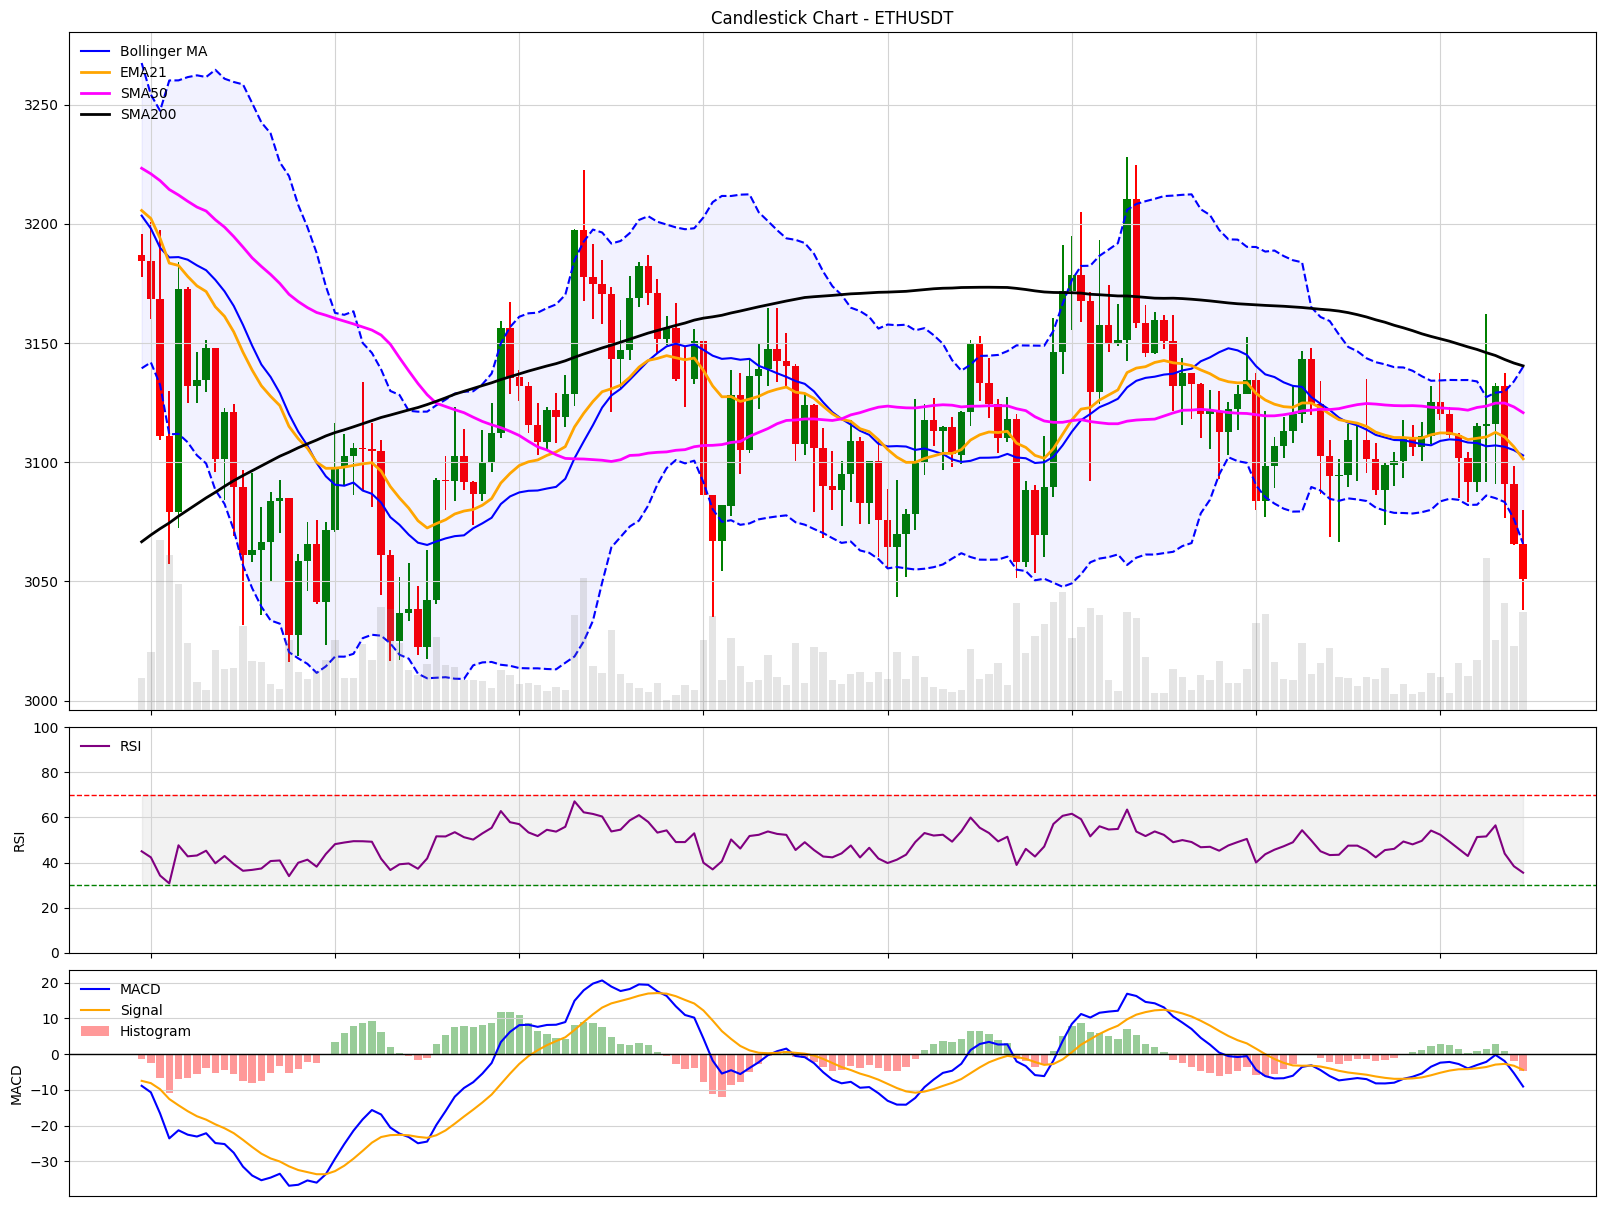 Candlestick Chart - ETHUSDT
Bollinger MA
EMA21
SMA50
SMA200
3250
3200
3150
3100
3050
3000
RSI
100
80
60
40
20
0
RSI
MACD
Signal
Histogram
20
10
0
−10
−20
−30
MACD